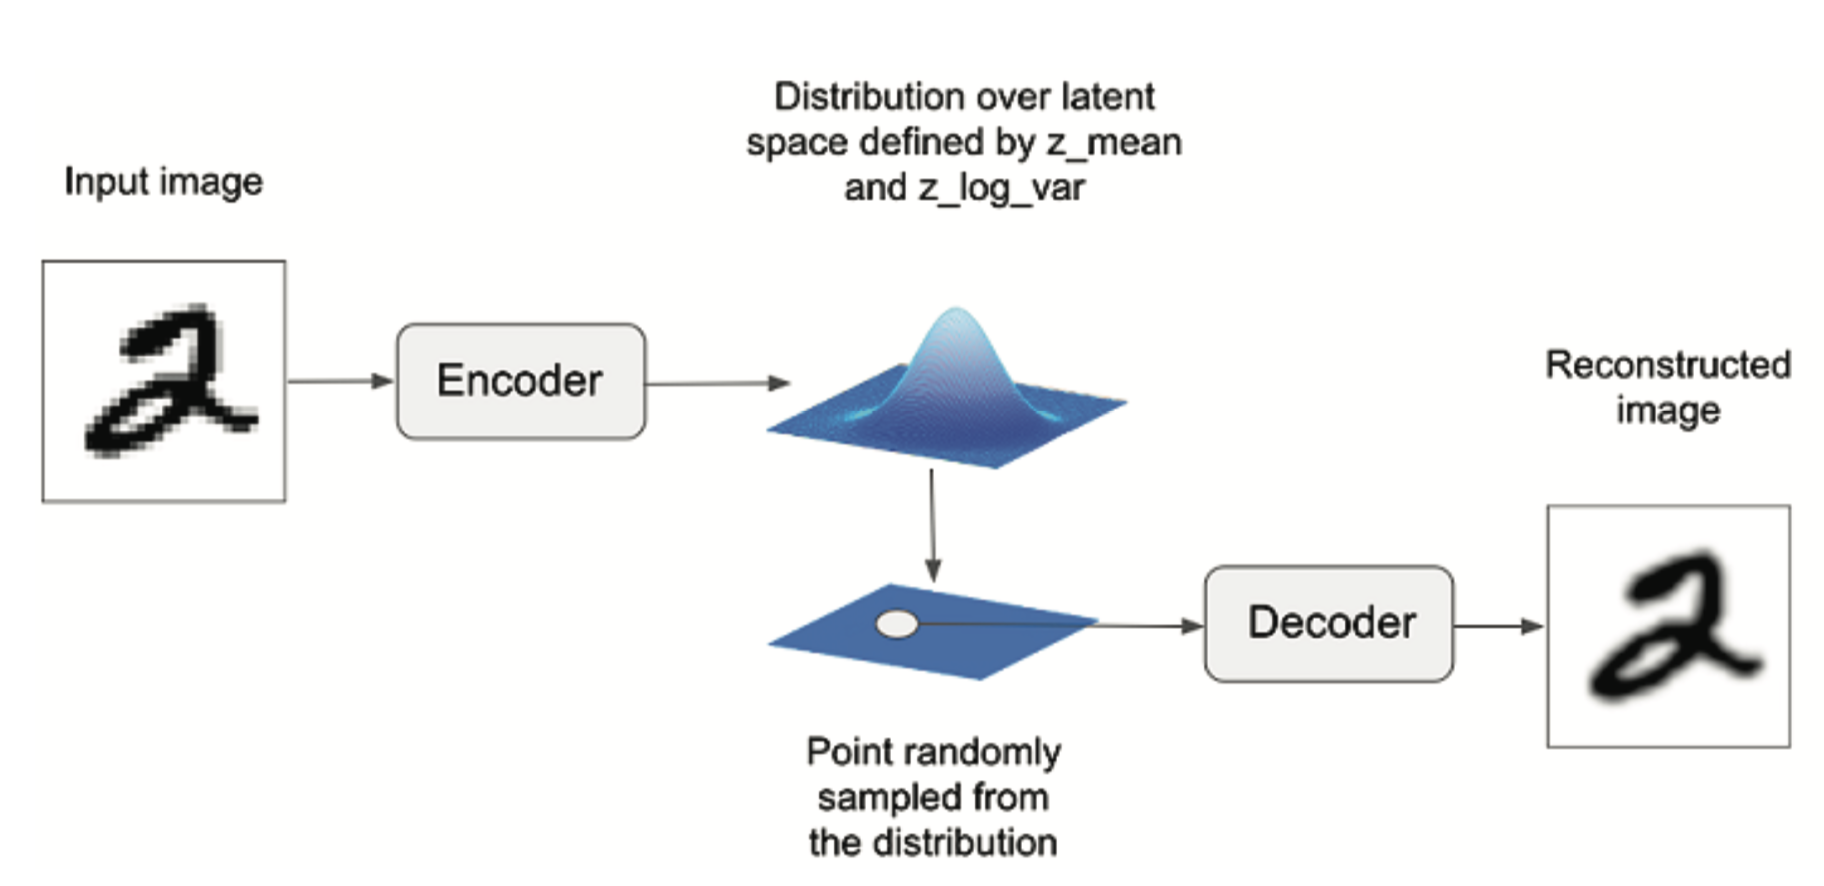 Input image
Distribution over latent
space defined by z_mean
and z_log_var
Encoder
Point randomly
sampled from
the distribution
Decoder
Reconstructed
image
2
2